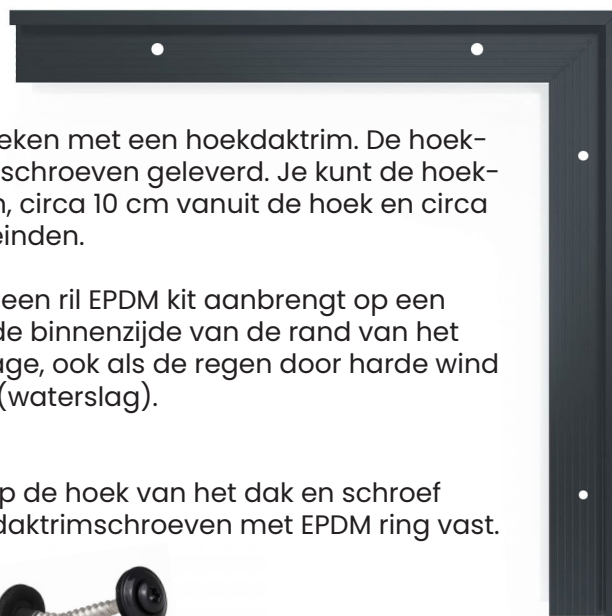 eken met een hoekdaktrim. De hoek-
schroeven geleverd. Je kunt de hoek-
n, circa 10 cm vanuit de hoek en circa
einden.
een ril EPDM kit aanbrengt op een
de binnenzijde van de rand van het
age, ook als de regen door harde wind
(waterslag).
p de hoek van het dak en schroef
daktrimschroeven met EPDM ring vast.